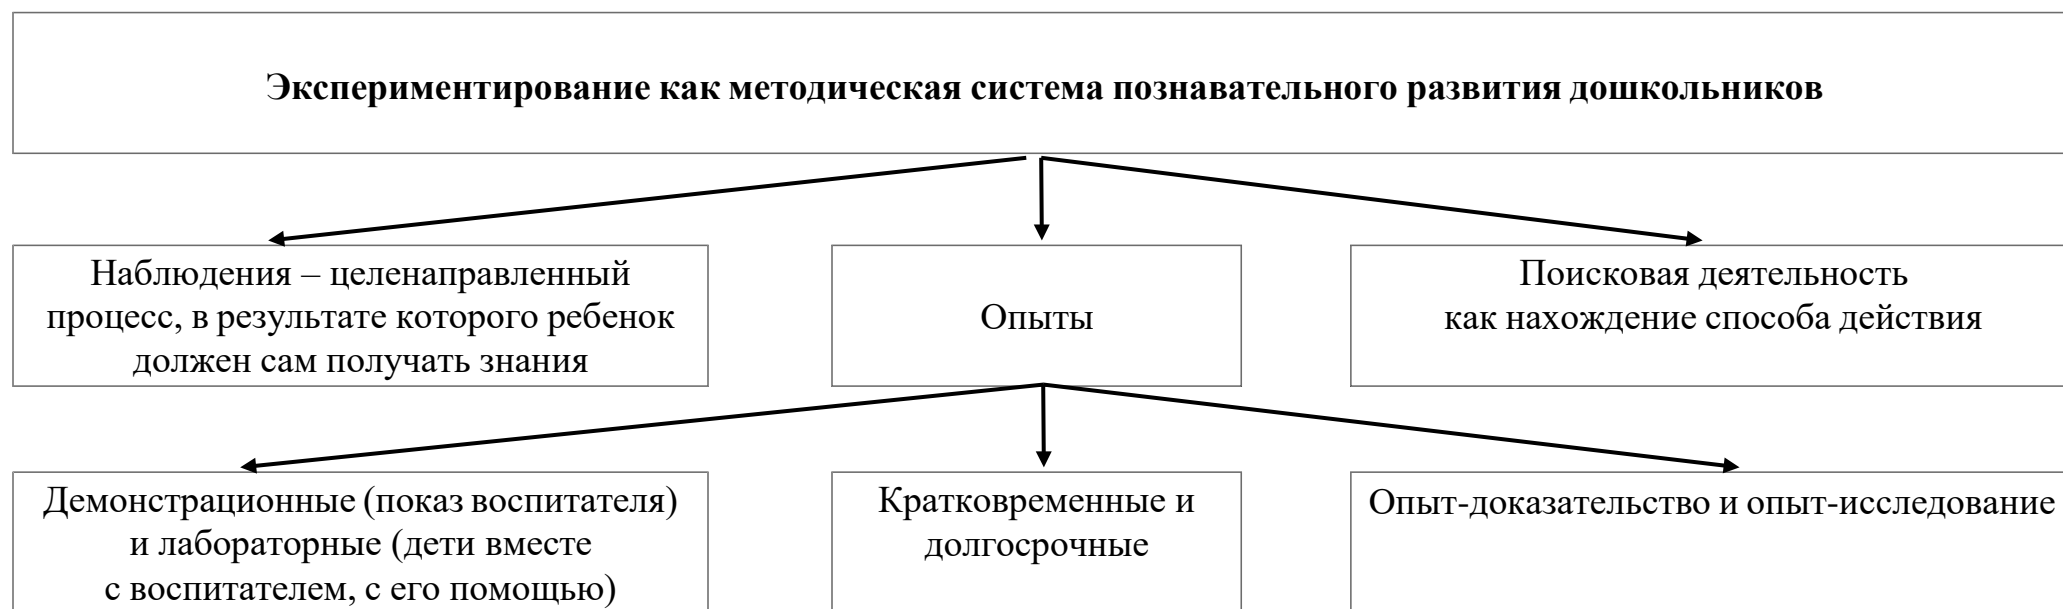 Экспериментирование как методическая система познавательного развития дошкольников
Наблюдения – целенаправленный
процесс, в результате которого ребенок
должен сам получать знания
Опыты
Поисковая деятельность
как нахождение способа действия
Демонстрационные (показ воспитателя)
и лабораторные (дети вместе
с воспитателем, с его помощью)
Кратковременные и
долгосрочные
Опыт-доказательство и опыт-исследование